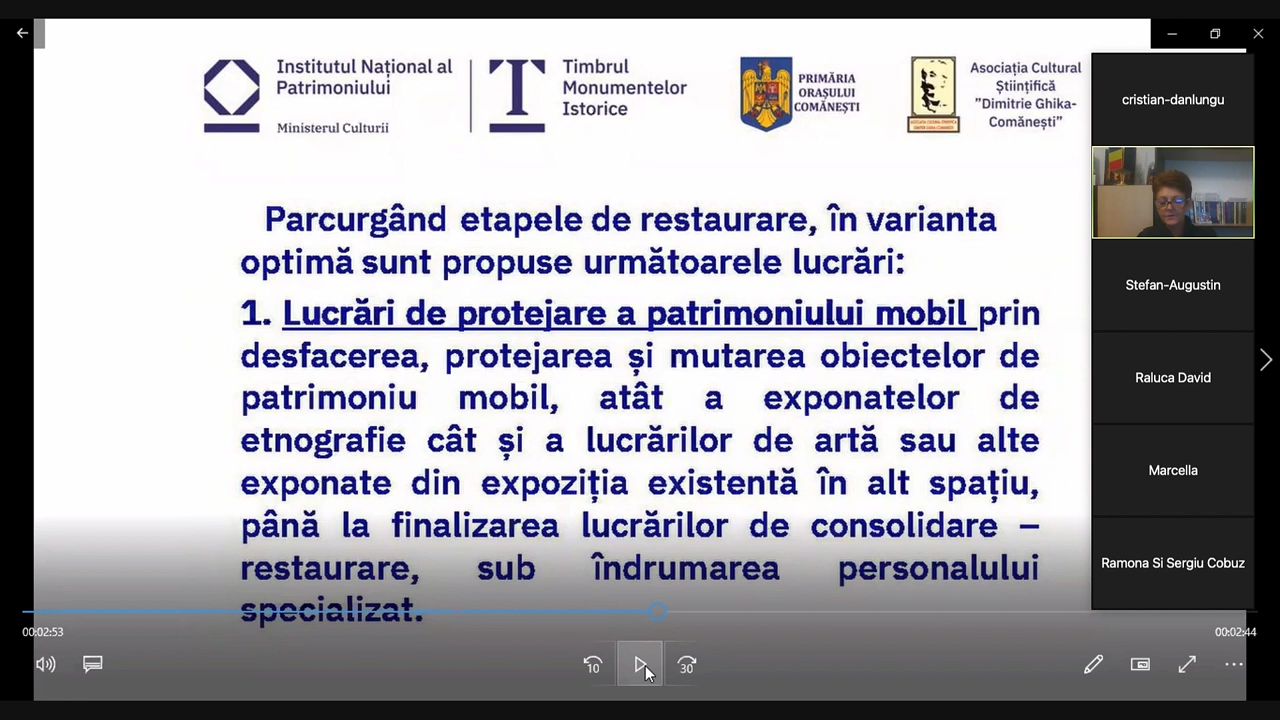 Institutul Național al
Patrimoniului
Ministerul Culturii
Timbrul
Monumentelor
Istorice
PRIMĂRIA
ORAȘULUI
COMĂNEȘTI
Asociația Cultural
Științifică
"Dimitrie Ghika-
Comănești"
Parcurgând etapele de restaurare, în varianta
optimă sunt propuse următoarele lucrări:
1. Lucrări de protejare a patrimoniului mobil prin
desfacerea, protejarea și mutarea obiectelor de
patrimoniu mobil, atât a exponatelor de
etnografie cât și a lucrărilor de artă sau alte
exponate din expoziția existentă în alt spațiu,
până la finalizarea lucrărilor de consolidare –
restaurare, sub îndrumarea personalului
specializat.
cristian-danlungu
Stefan-Augustin
Raluca David
Marcella
Ramona Si Sergiu Cobuz
00:02:53
00:02:44
10
30